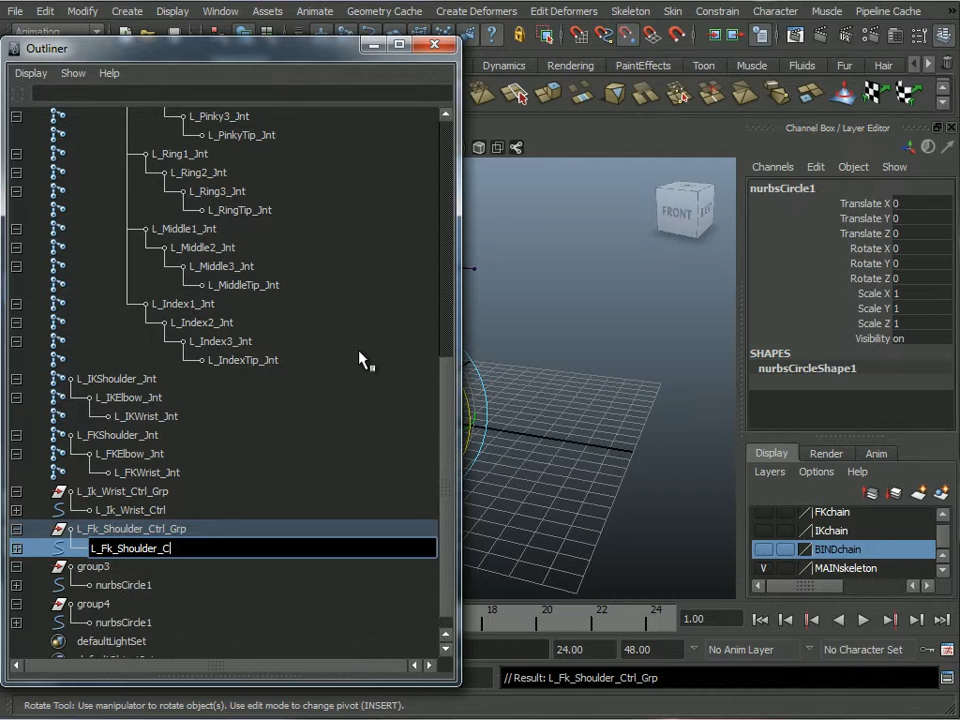 File Edit Modify Create Display Window Assets Animate Geometry Cache Create Deformers Edit Deformers Skeleton Skin Constrain Character Muscle Pipeline Cache
Animation
Outliner
Display Show Help
Dynamics Rendering PaintEffects Toon Muscle Fluids Fur Hair
Channel Box / Layer Editor
Channels Edit Object Show
nurbsCircle1
Translate X 0
Translate Y 0
Translate Z 0
Rotate X 0
Rotate Y 0
Rotate Z 0
Scale X 1
Scale Y 1
Scale Z 1
Visibility on
SHAPES
nurbsCircleShape1
FRONT
L_Pinky3_Jnt
L_PinkyTip_Jnt
L_Ring1_Jnt
L_Ring2_Jnt
L_Ring3_Jnt
L_RingTip_Jnt
L_Middle1_Jnt
L_Middle2_Jnt
L_Middle3_Jnt
L_MiddleTip_Jnt
L_Index1_Jnt
L_Index2_Jnt
L_Index3_Jnt
L_IndexTip_Jnt
L_IKShoulder_Jnt
L_IKElbow_Jnt
L_IKWrist_Jnt
L_FKShoulder_Jnt
L_FKElbow_Jnt
L_FKWrist_Jnt
L_Ik_Wrist_Ctrl_Grp
L_Ik_Wrist_Ctrl
L_Fk_Shoulder_Ctrl_Grp
L_Fk_Shoulder_C
group3
nurbsCircle1
group4
nurbsCircle1
defaultLightSet
Display Render Anim
Layers Options Help
FKchain
IKchain
BINDchain
V MAINskeleton
18 20 22 24 1.00
24.00 48.00 No Anim Layer No Character Set
// Result: L_Fk_Shoulder_Ctrl_Grp
Rotate Tool: Use manipulator to rotate object(s). Use edit mode to change pivot (INSERT).